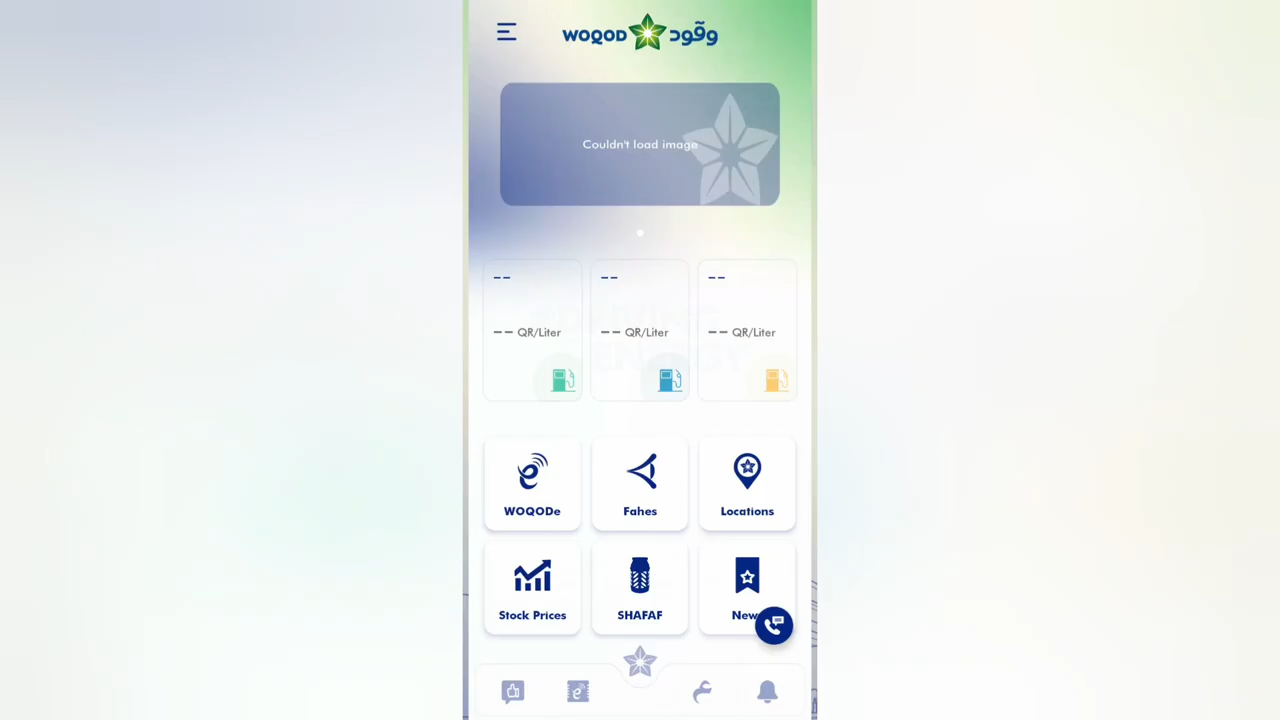 WOQOD وقود
Couldn't load image
-- -- --
-- QR/Liter -- QR/Liter -- QR/Liter
WOQODe Fahes Locations
Stock Prices SHAFAF New